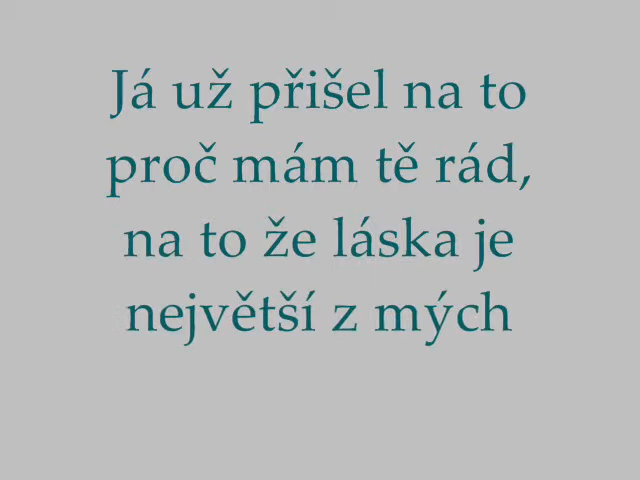 Já už přišel na to
proč mám tě rád,
na to že láska je
největší z mých